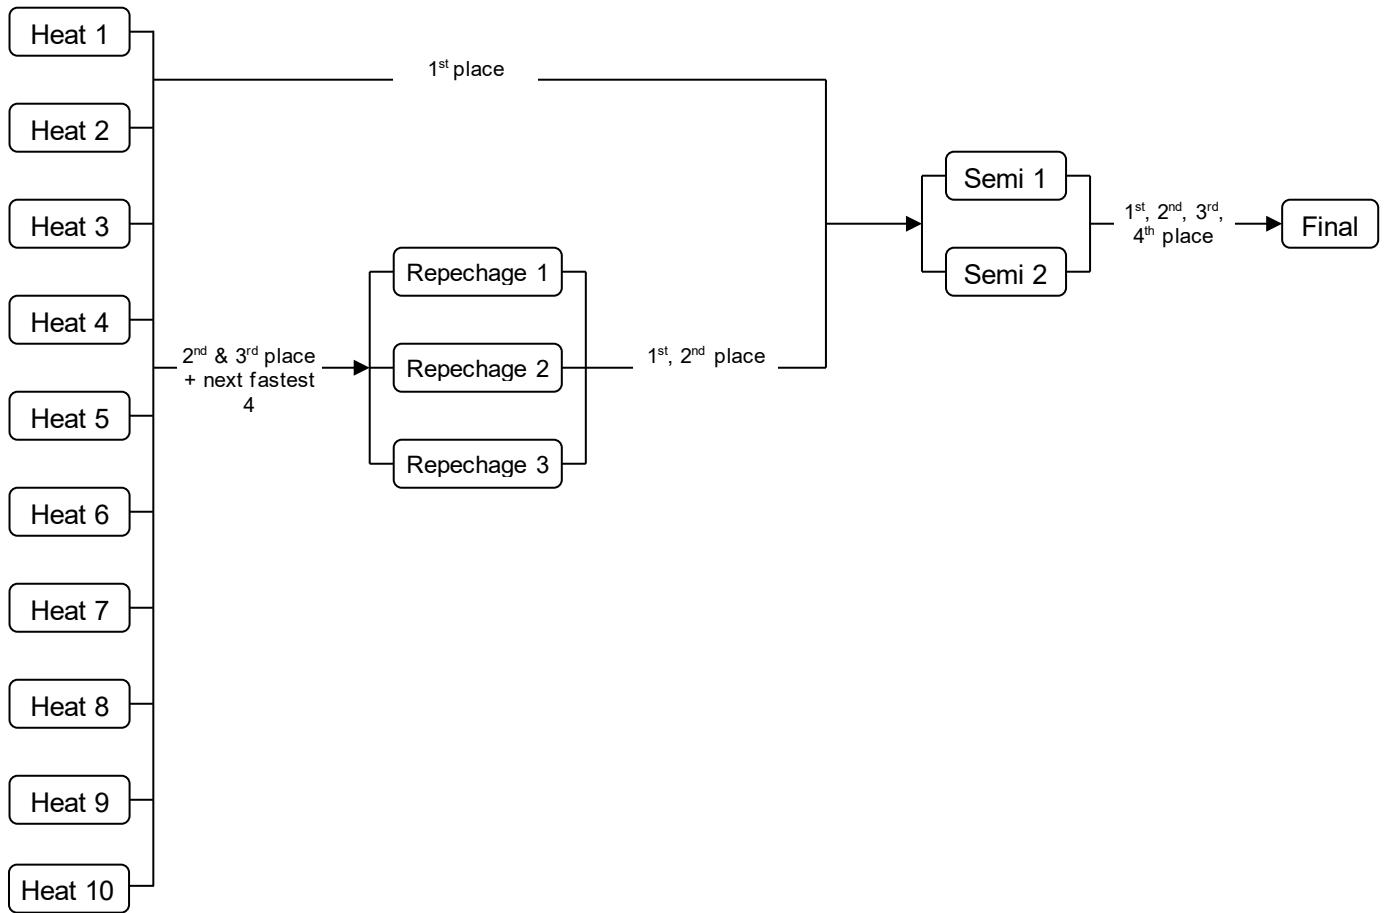 Heat 1
Heat 2
Heat 3
Heat 4
Heat 5
Heat 6
Heat 7
Heat 8
Heat 9
Heat 10
1st place
2nd & 3rd place
+ next fastest
4
Repechage 1
Repechage 2
Repechage 3
1st, 2nd place
Semi 1
Semi 2
1st, 2nd, 3rd,
4th place
Final